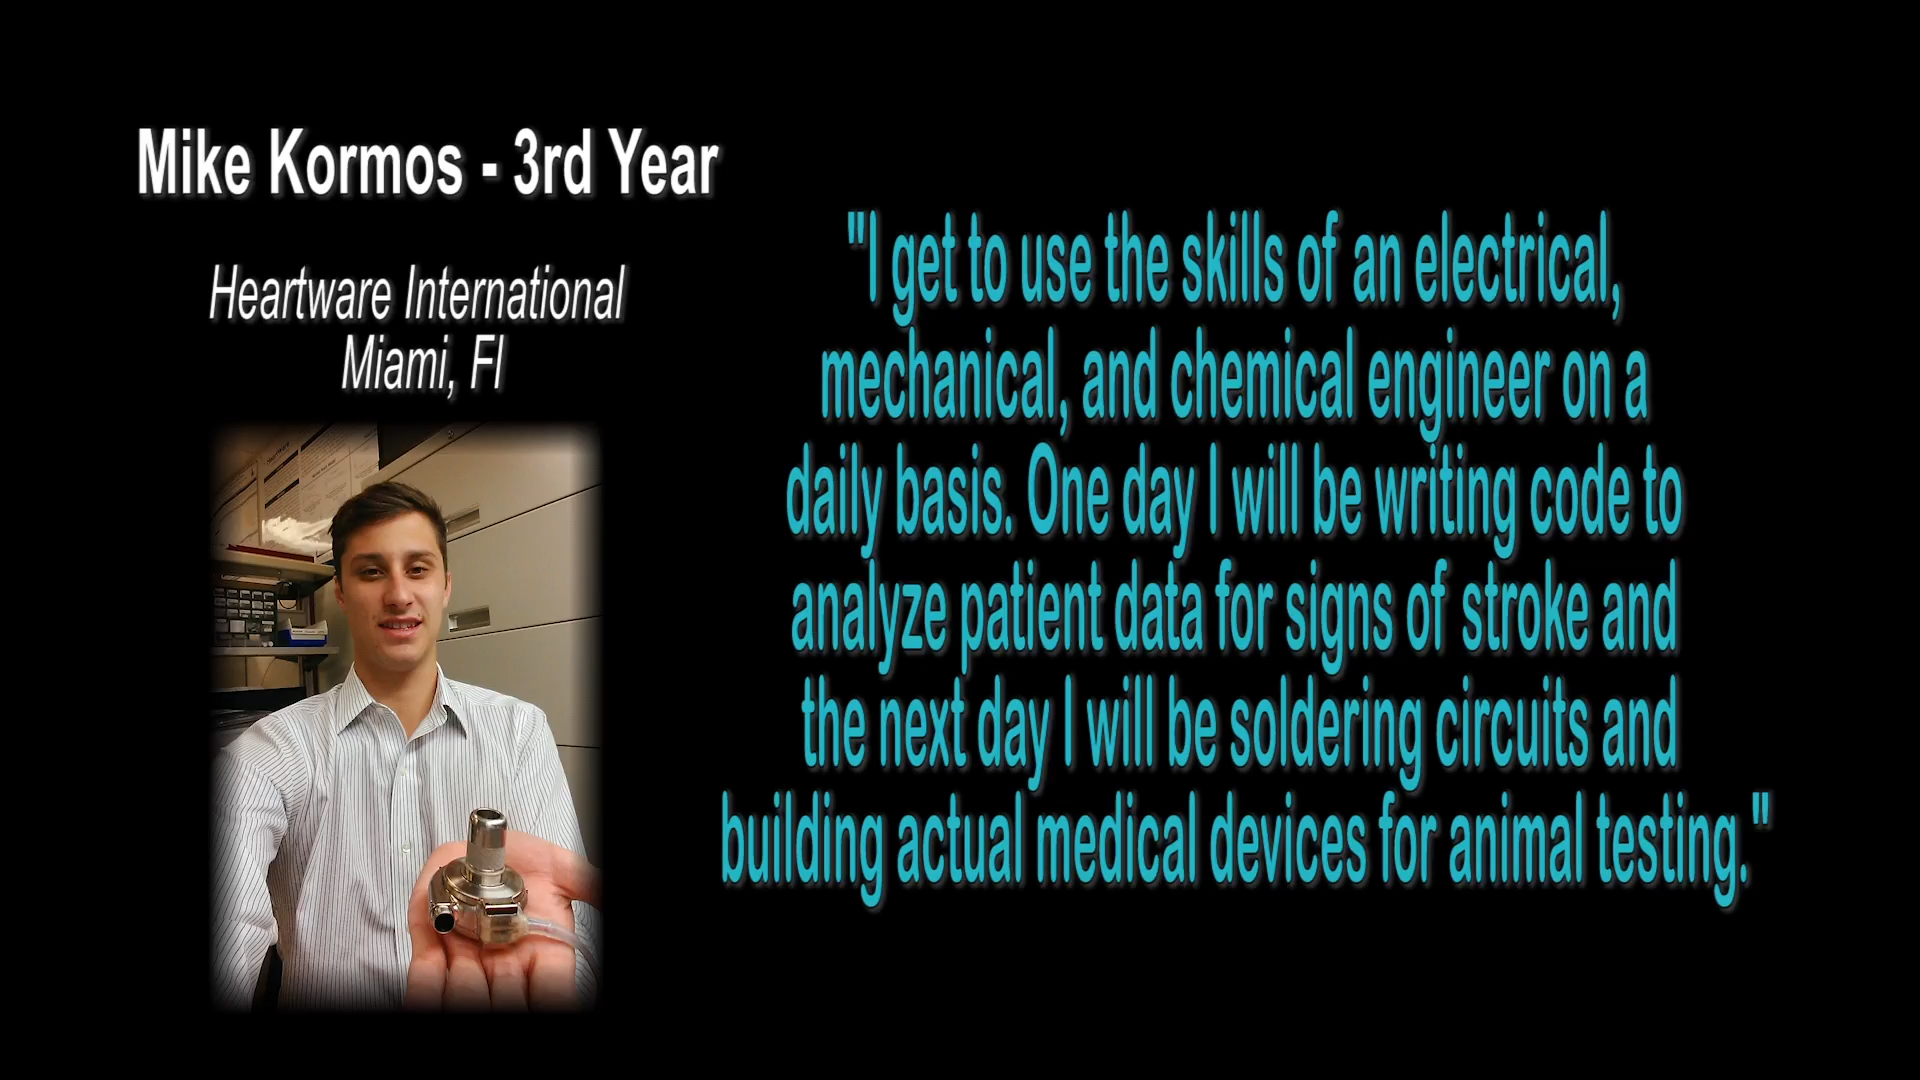 Mike Kormos - 3rd Year
Heartware International
Miami, Fl
"I get to use the skills of an electrical,
mechanical, and chemical engineer on a
daily basis. One day I will be writing code to
analyze patient data for signs of stroke and
the next day I will be soldering circuits and
building actual medical devices for animal testing."